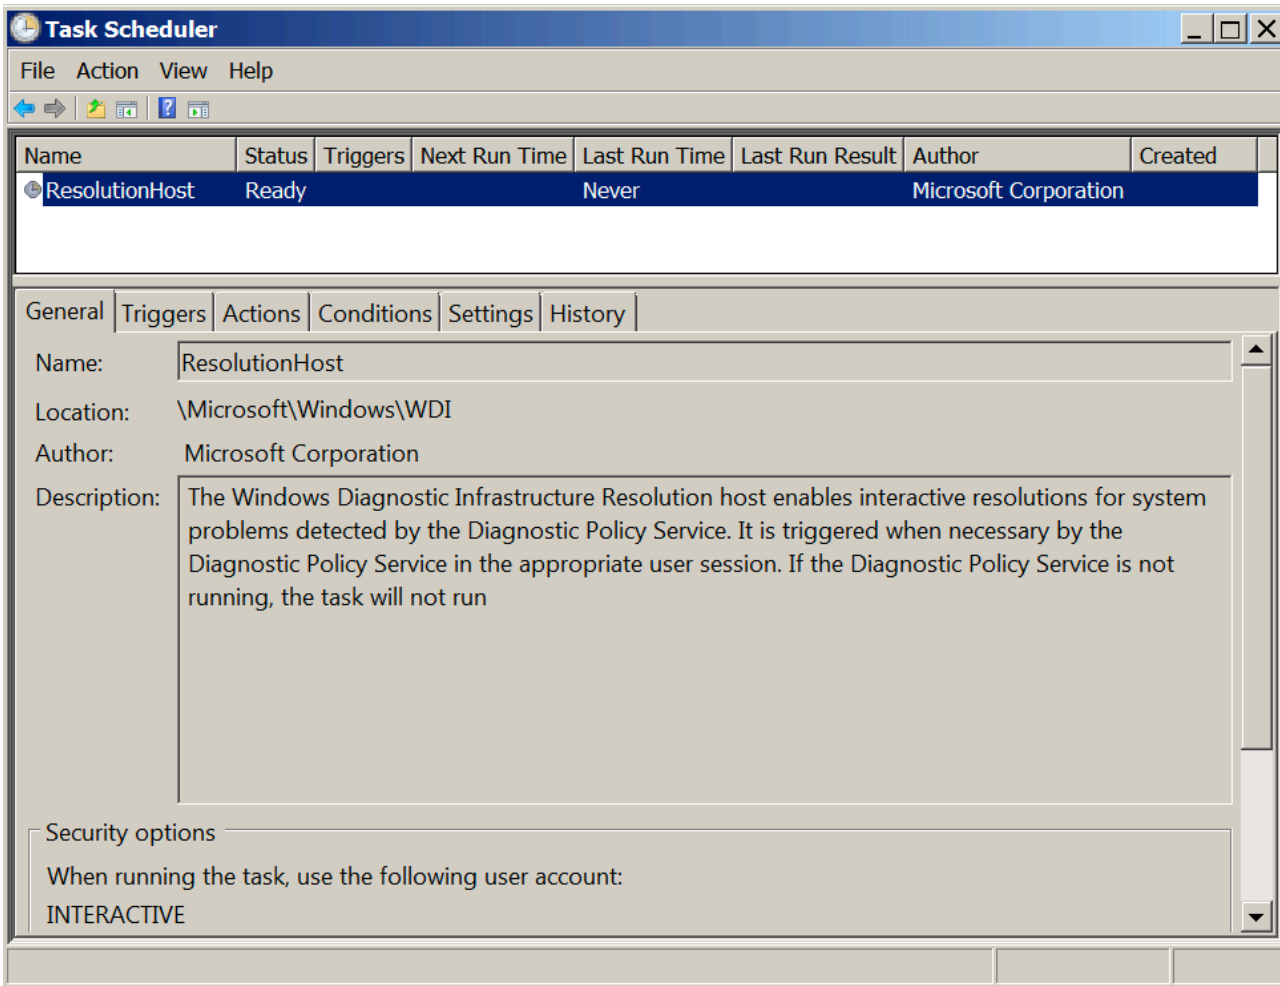 Task Scheduler
File Action View Help
Name Status Triggers Next Run Time Last Run Time Last Run Result Author Created
ResolutionHost Ready Never Microsoft Corporation
General Triggers Actions Conditions Settings History
Name: ResolutionHost
Location: \Microsoft\Windows\WDI
Author: Microsoft Corporation
Description: The Windows Diagnostic Infrastructure Resolution host enables interactive resolutions for system
problems detected by the Diagnostic Policy Service. It is triggered when necessary by the
Diagnostic Policy Service in the appropriate user session. If the Diagnostic Policy Service is not
running, the task will not run
Security options
When running the task, use the following user account:
INTERACTIVE